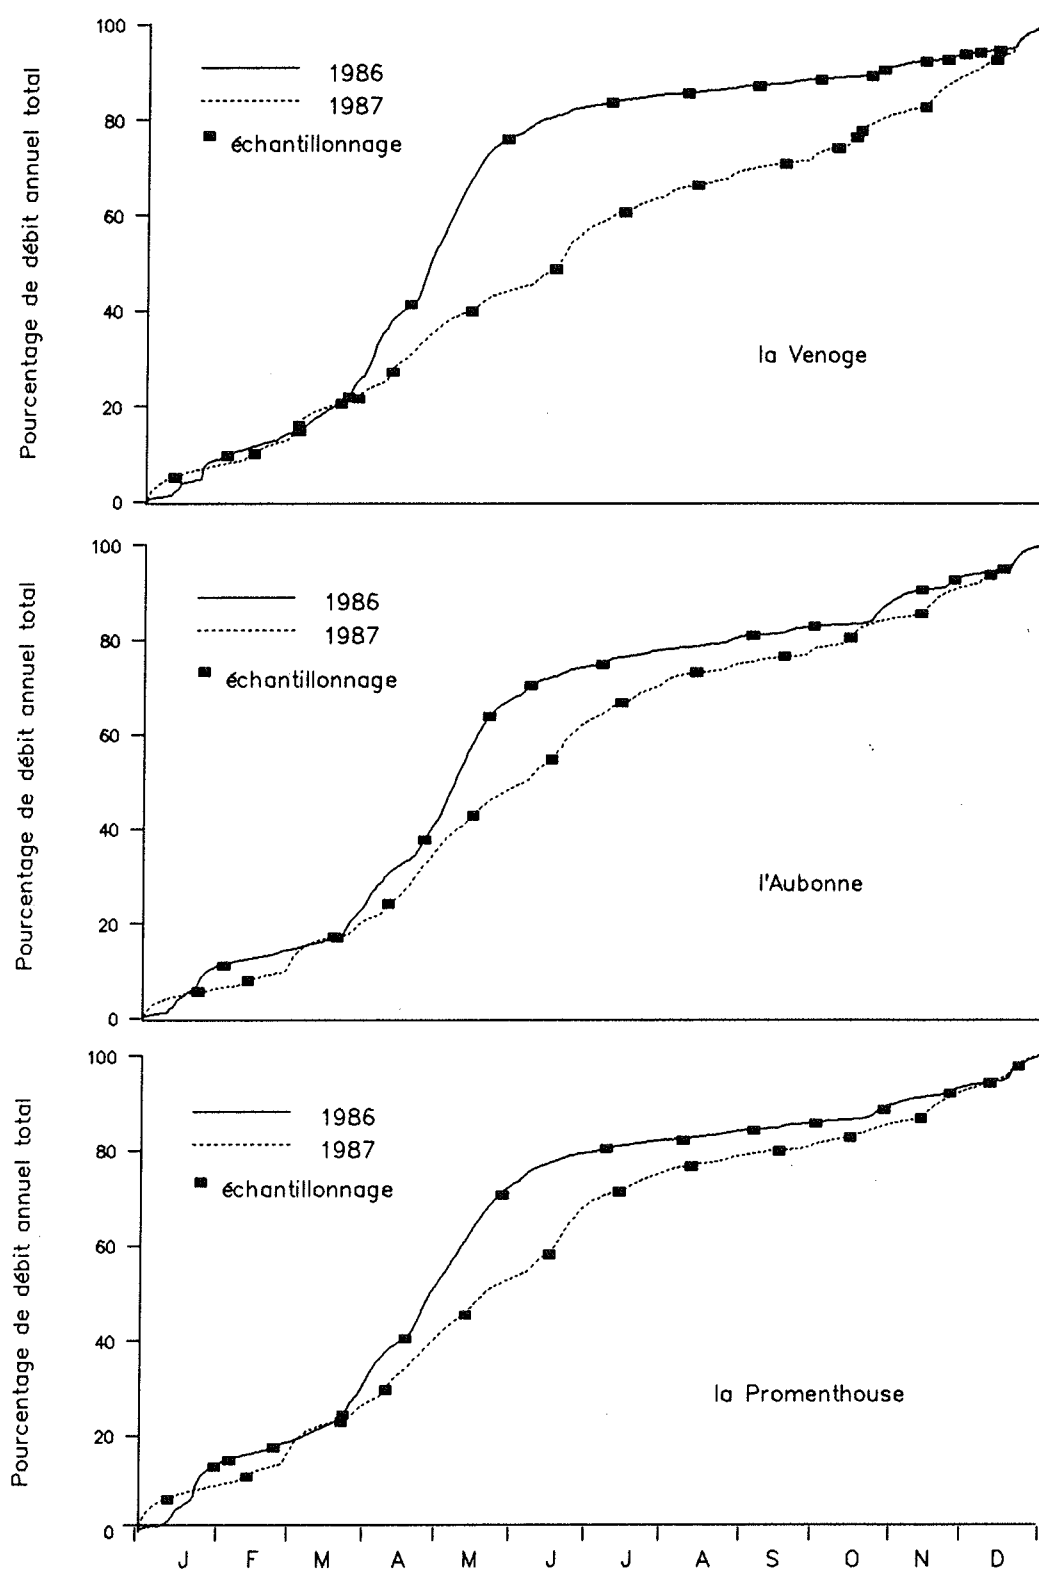 Pourcentage de débit annuel total
100
80
60
40
20
0
1986
1987
échantillonnage
la Venoge
Pourcentage de débit annuel total
100
80
60
40
20
0
1986
1987
échantillonnage
l'Aubonne
Pourcentage de débit annuel total
100
80
60
40
20
0
1986
1987
échantillonnage
la Promenthouse
J F M A M J J A S O N D